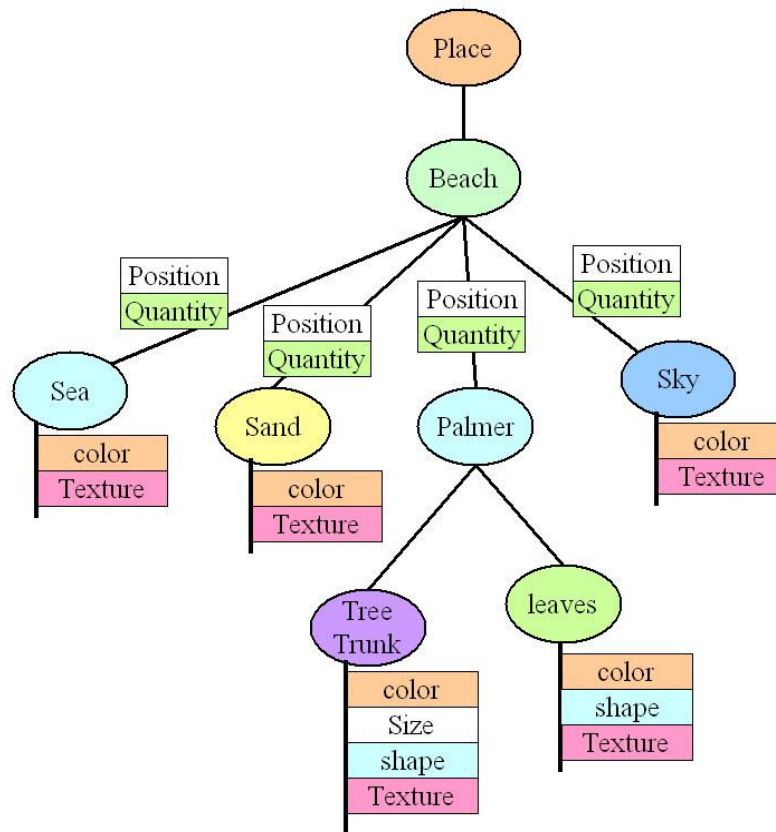 Place
Beach
Position
Quantity
Position
Quantity
Position
Quantity
Position
Quantity
Sea
color
Texture
Sand
color
Texture
Palmer
Sky
color
Texture
Tree
Trunk
color
Size
shape
Texture
leaves
color
shape
Texture